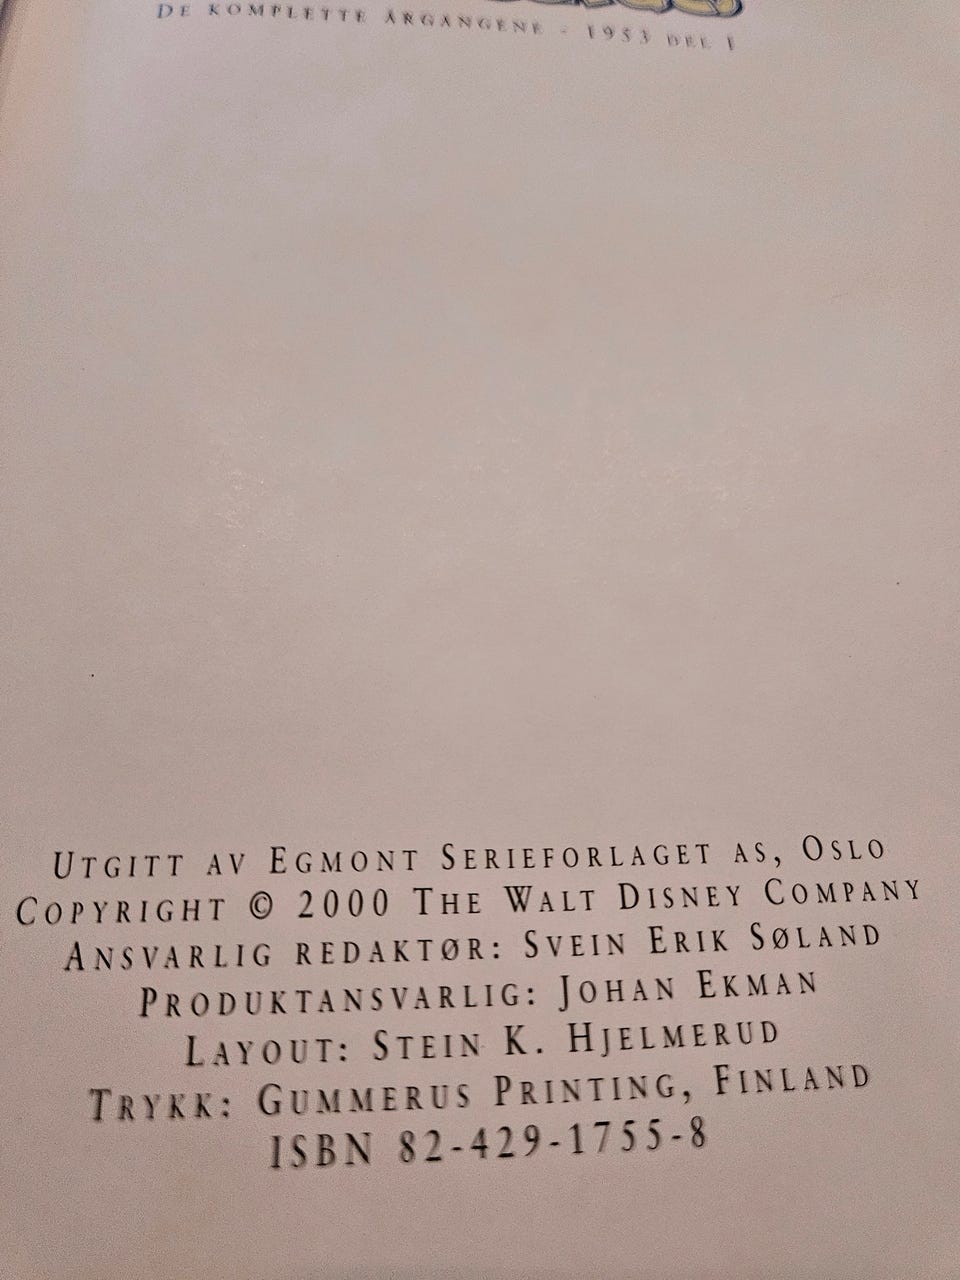 DE KOMPLETTE ÅRGANGENE - 1953 DEL I
UTGITT AV EGMONT SERIEFORLAGET AS, OSLO
COPYRIGHT © 2000 THE WALT DISNEY COMPANY
ANSVARLIG REDAKTØR: SVEIN ERIK SØLAND
PRODUKTANSVARLIG: JOHAN EKMAN
LAYOUT: STEIN K. HJELMERUD
TRYKK: GUMMERUS PRINTING, FINLAND
ISBN 82-429-1755-8